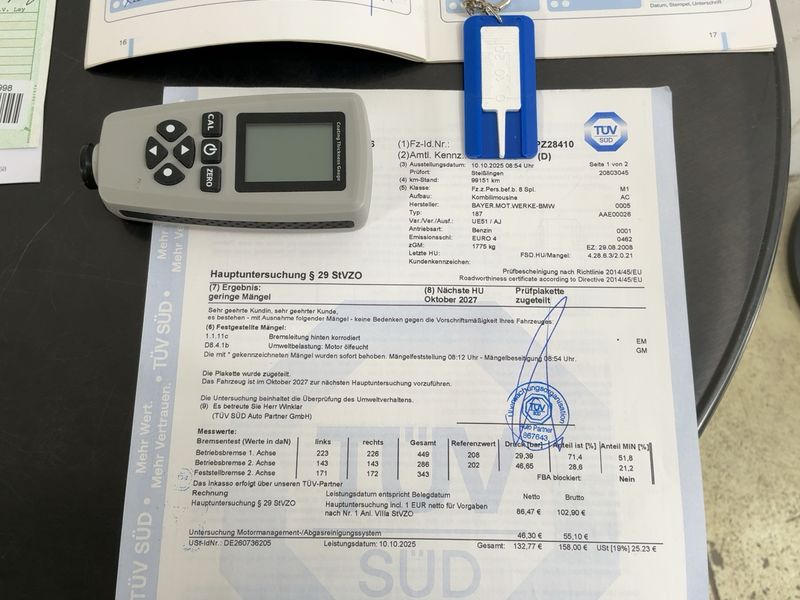 16
Datum, Stempel, Unterschrift
17
998
CAL
ZERO
Coating Thickness Gauge
TÜV
SÜD
(1)Fz-Id.Nr.:
PZ28410
(2)Amtl. Kennz.
(D)
(3) Ausstellungsdatum: 10.10.2025 08:54 Uhr Seite 1 von 2
Prüfort: Steißlingen 20803045
(4) km-Stand: 99151 km
(5) Klasse: Fz.z.Pers.bef.b. 8 Spl. M1
Aufbau: Kombilimousine AC
Hersteller: BAYER.MOT.WERKE-BMW 0005
Typ: 187 AAE00026
Var./Ver./Ausf.: UE51 / AJ
Antriebsart: Benzin 0001
Emissionsschl.: EURO 4 0462
zGM: 1775 kg EZ: 29.08.2008
Letzte HU: FSD.HU/Mangel: 4.28.6.3/2.0.21
Kundenkennzeichen:
Prüfbescheinigung nach Richtlinie 2014/45/EU
Hauptuntersuchung § 29 StVZO Roadworthiness certificate according to Directive 2014/45/EU
(7) Ergebnis: (8) Nächste HU Prüfplakette
geringe Mängel Oktober 2027 zugeteilt
Sehr geehrte Kundin, sehr geehrter Kunde,
es bestehen - mit Ausnahme folgender Mängel - keine Bedenken gegen die Vorschriftsmäßigkeit Ihres Fahrzeuges:
(6) Festgestellte Mängel:
1.1.11c Bremsleitung hinten korrodiert EM
D8.4.1b Umweltbelastung: Motor ölfeucht GM
Die mit * gekennzeichneten Mängel wurden sofort behoben. Mängelfeststellung 08:12 Uhr - Mängelbeseitigung 08:54 Uhr.
Die Plakette wurde zugeteilt.
Das Fahrzeug ist im Oktober 2027 zur nächsten Hauptuntersuchung vorzuführen.
Die Untersuchung beinhaltet die Überprüfung des Umweltverhaltens.
(9) Es betreute Sie Herr Winklar
(TÜV SÜD Auto Partner GmbH)
TÜV
SÜD
Auto Partner
867643
Messwerte:
Bremsentest (Werte in daN) links rechts Gesamt Referenzwert Druck [bar] Anteil ist [%] Anteil MIN [%]
Betriebsbremse 1. Achse 223 226 449 208 29,39 71,4 51,8
Betriebsbremse 2. Achse 143 143 286 202 46,65 28,6 21,2
Feststellbremse 2. Achse 171 172 343 FBA blockiert: Nein
Das Inkasso erfolgt über unseren TÜV-Partner
Rechnung Leistungsdatum entspricht Belegdatum Netto Brutto
Hauptuntersuchung § 29 StVZO Hauptuntersuchung incl. 1 EUR netto für Vorgaben
nach Nr. 1 Anl. VIIIa StVZO 86,47 € 102,90 €
Untersuchung Motormanagement-/Abgasreinigungssystem 46,30 € 55,10 €
USt-IdNr.: DE260736205 Leistungsdatum: 10.10.2025 Gesamt: 132,77 € 158,00 € USt [19%] 25.23 €
Mehr Wert.
Mehr Vertrauen.
TÜV SÜD
TÜV
SÜD